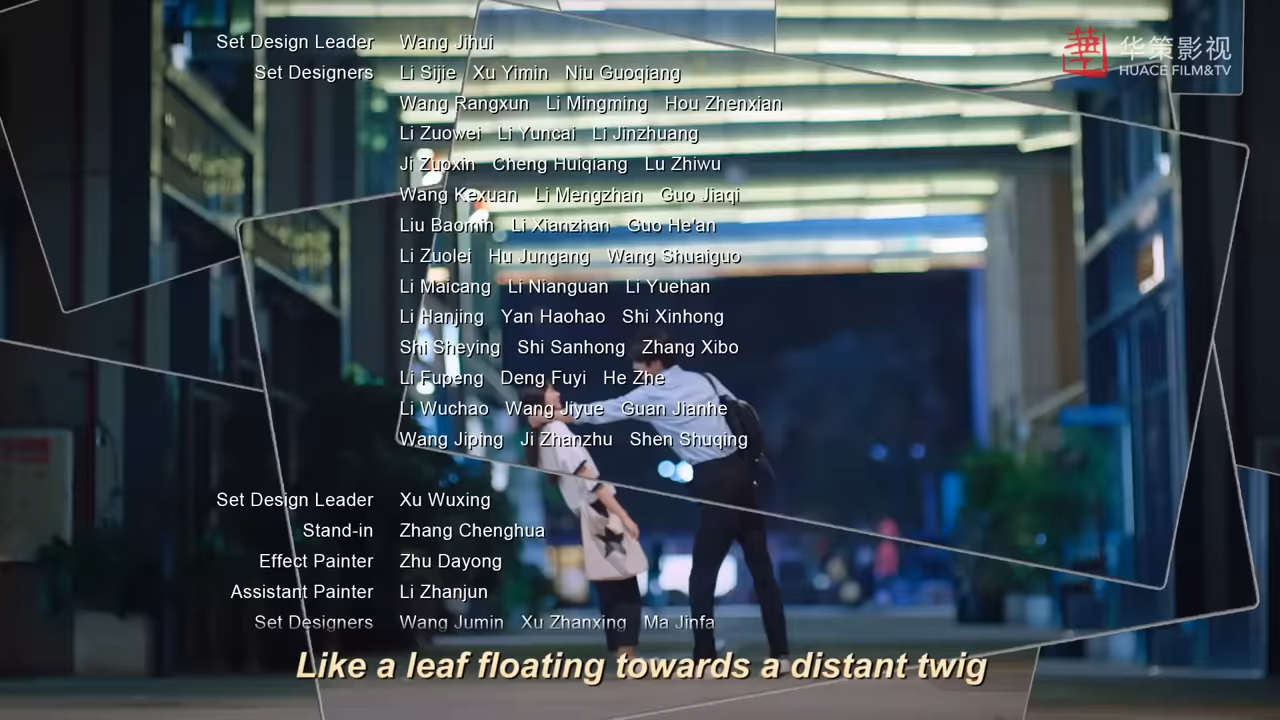 Set Design Leader Wang Jihui
Set Designers Li Sijie Xu Yimin Niu Guoqiang
Wang Rangxun Li Mingming Hou Zhenxian
Li Zuowei Li Yuncai Li Jinzhuang
Ji Zuoxin Cheng Huiqiang Lu Zhiwu
Wang Kexuan Li Mengzhan Guo Jiaqi
Liu Baomin Li Xianzhan Guo He'an
Li Zuolei Hu Jungang Wang Shuaiguo
Li Maicang Li Nianguan Li Yuehan
Li Hanjing Yan Haohao Shi Xinhong
Shi Sheying Shi Sanhong Zhang Xibo
Li Fupeng Deng Fuyi He Zhe
Li Wuchao Wang Jiyue Guan Jianhe
Wang Jiping Ji Zhanzhu Shen Shuqing
Set Design Leader Xu Wuxing
Stand-in Zhang Chenghua
Effect Painter Zhu Dayong
Assistant Painter Li Zhanjun
Set Designers Wang Jumin Xu Zhanxing Ma Jinfa
Like a leaf floating towards a distant twig
華 华策影视
HUACE FILM&TV